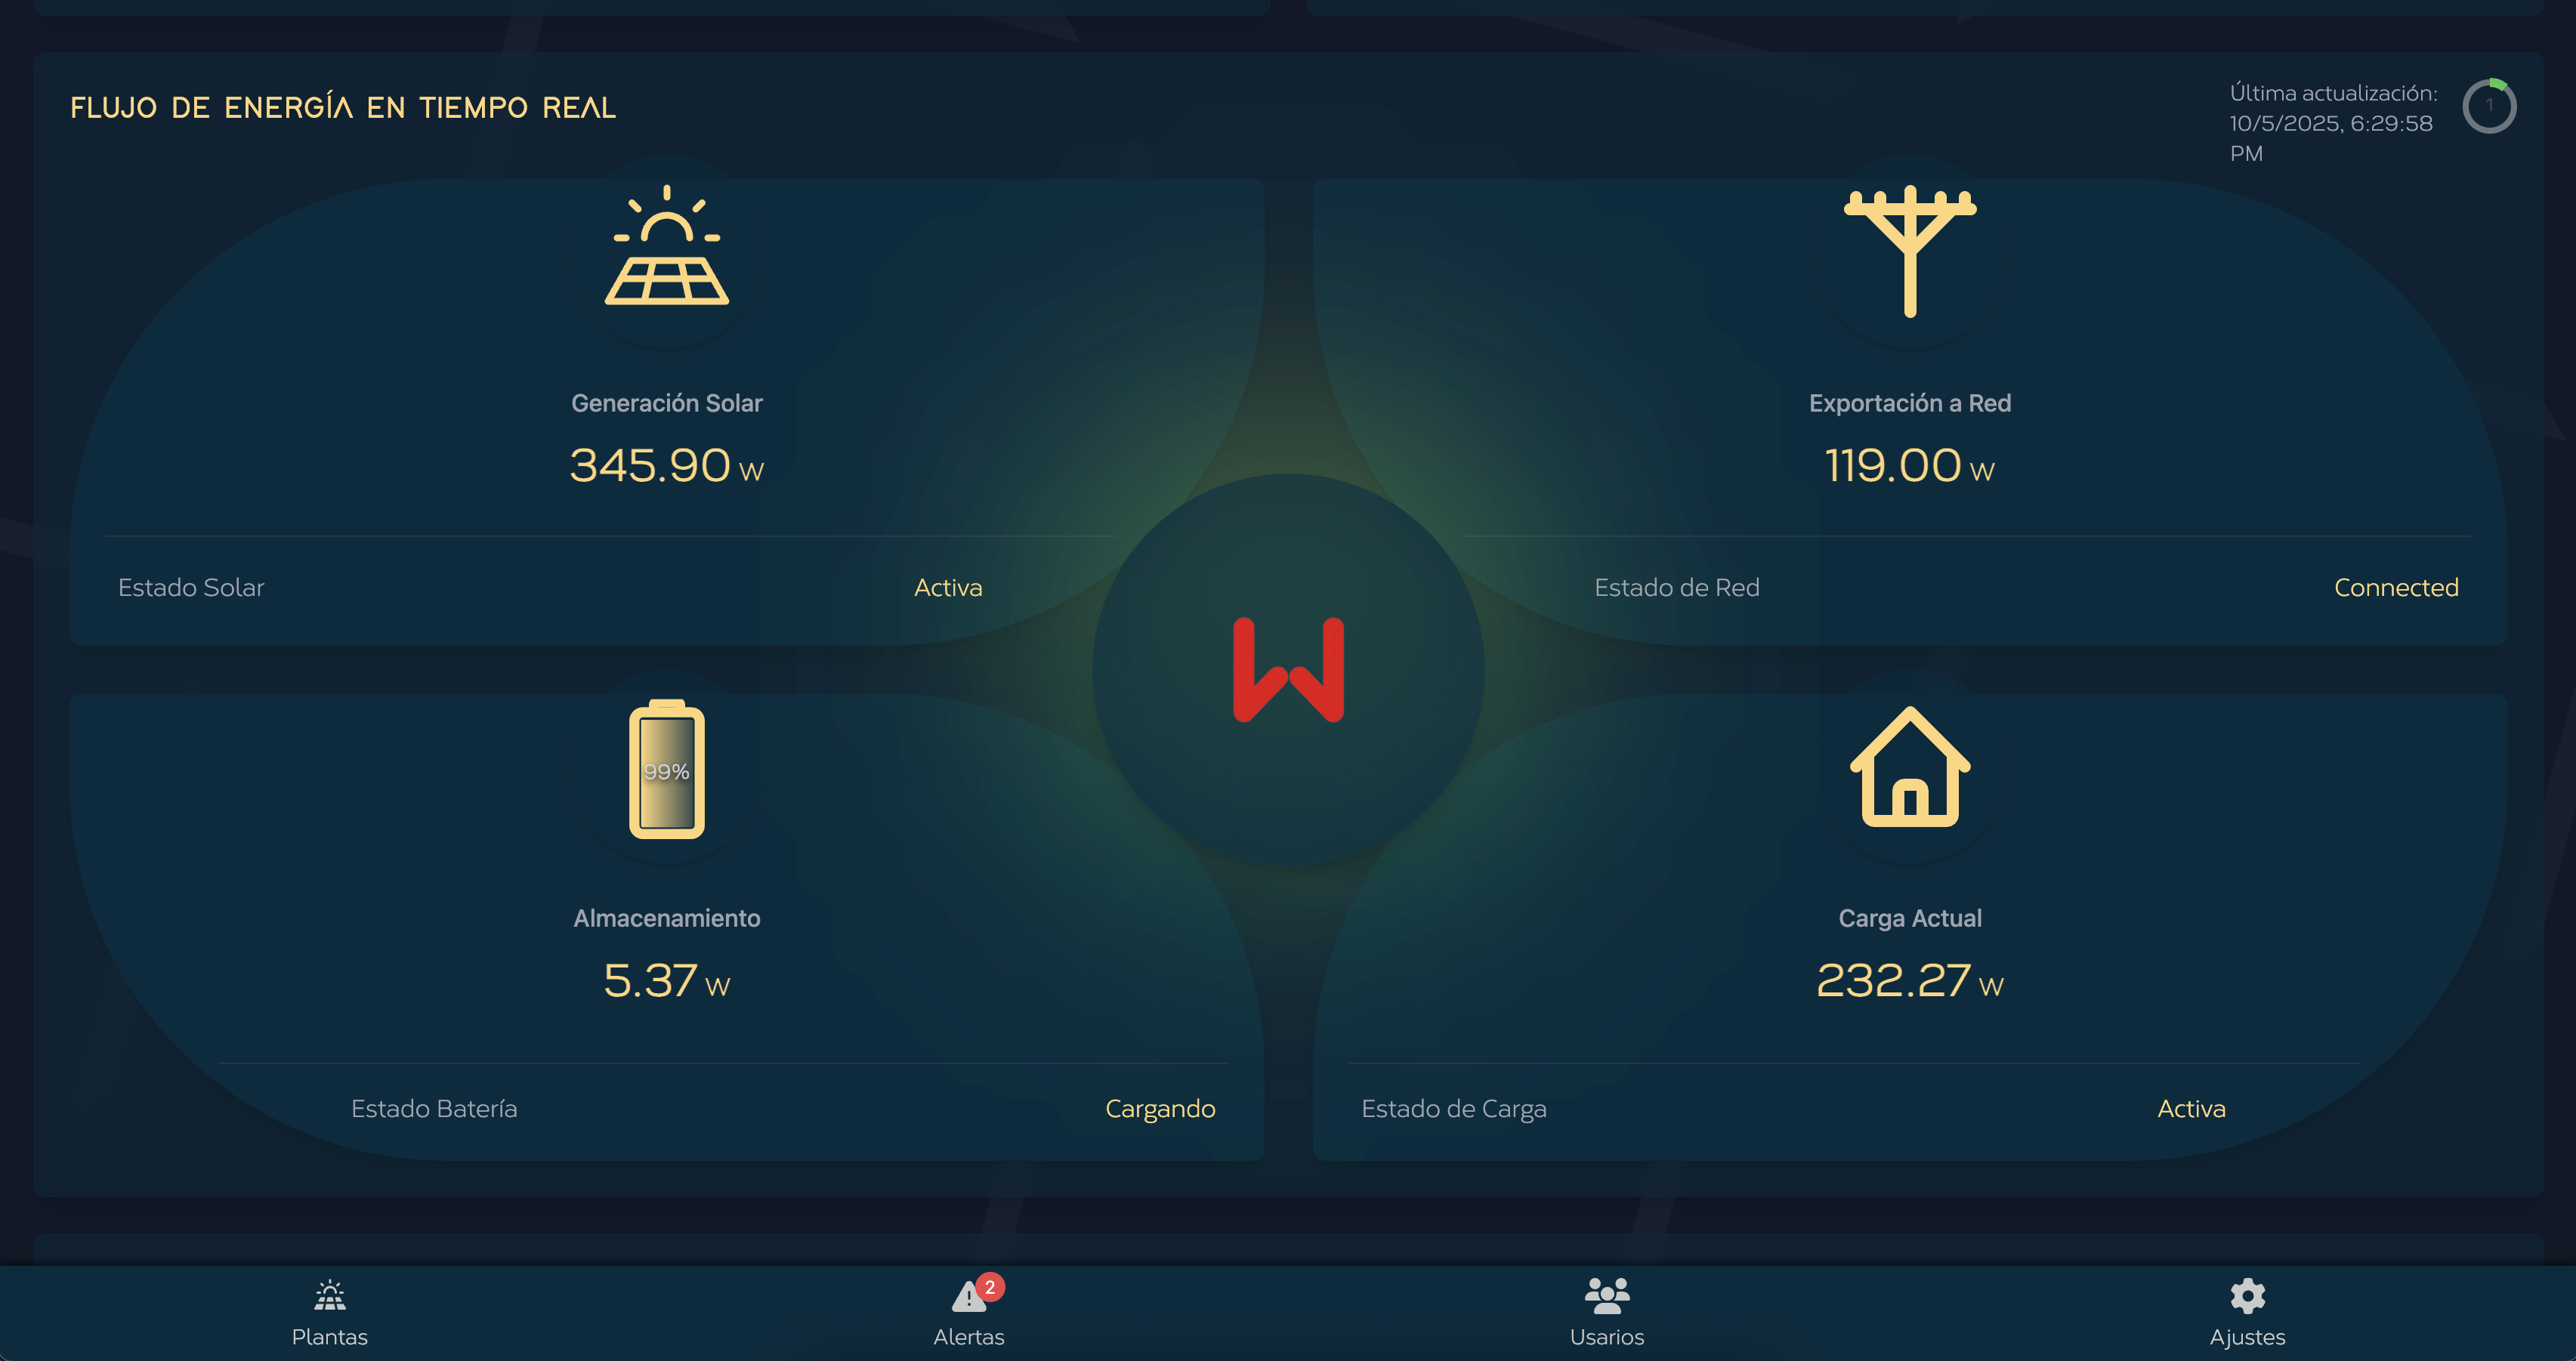 FLUJO DE ENERGÍA EN TIEMPO REAL
Última actualización:
10/5/2025, 6:29:58
PM
1
Generación Solar
345.90 W
Estado Solar
Activa
Exportación a Red
119.00 W
Estado de Red
Connected
99%
Almacenamiento
5.37 W
Estado Batería
Cargando
Carga Actual
232.27 W
Estado de Carga
Activa
Plantas
2
Alertas
Usarios
Ajustes